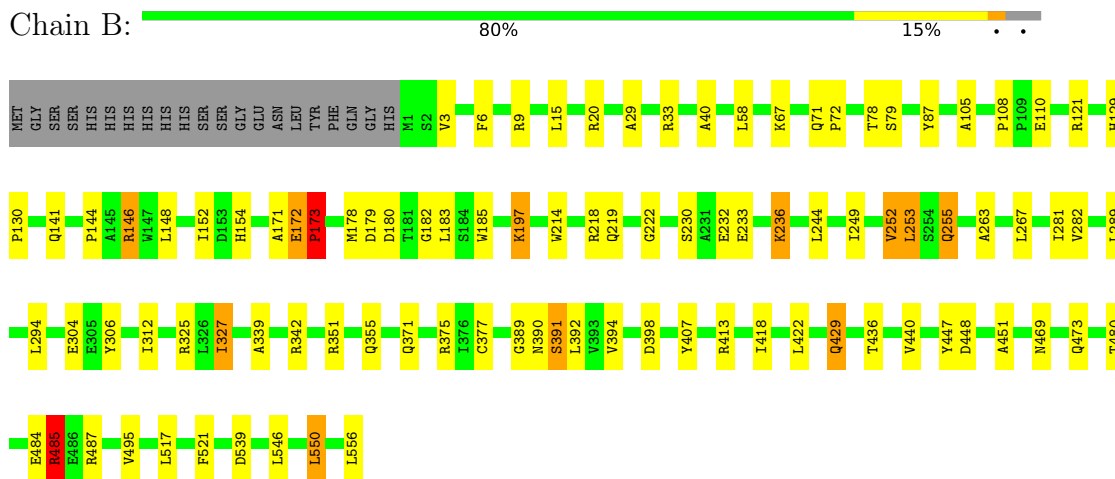 Chain B:
80% 15% • •
MET GLY SER SER HIS HIS HIS HIS HIS HIS SER SER GLY GLU ASN LEU TYR PHE GLN GLY HIS M1 S2 V3 F6 R9 L15 R20 A29 R33 A40 L58 K67 Q71 P72 T78 S79 Y87 A105 P108 P109 E110 R121
P130 Q141 P144 A145 R146 W147 L148 I152 D153 H154 A171 E172 P173 M178 D179 D180 T181 G182 L183 S184 W185 K197 W214 R218 Q219 G222 S230 A231 E232 E233 K236 L244 I249 V252 L253 S254 Q255 A263 L267 I281 V282
L294 E304 E305 Y306 I312 R325 L326 I327 A339 R342 R351 Q355 Q371 R375 I376 C377 G389 N390 S391 L392 V393 V394 D398 Y407 R413 I418 L422 Q429 T436 V440 Y447 D448 A451 N469 Q473
E484 R485 E486 R487 V495 L517 F521 D539 L546 L550 L556